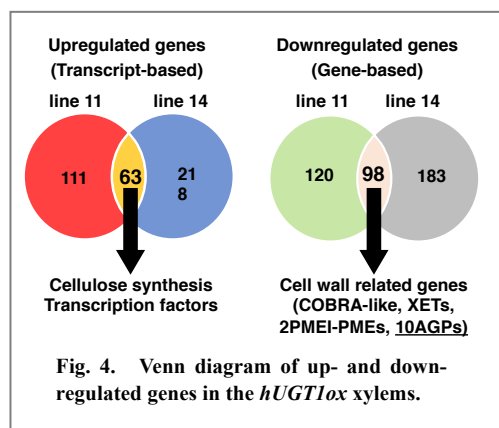 Upregulated genes
(Transcript-based)
line 11 line 14
111 63 21
8
Cellulose synthesis
Transcription factors
Downregulated genes
(Gene-based)
line 11 line 14
120 98 183
Cell wall related genes
(COBRA-like, XETs,
2PMEI-PMEs, 10AGPs)
Fig. 4. Venn diagram of up- and down-
regulated genes in the hUGT1ox xylems.